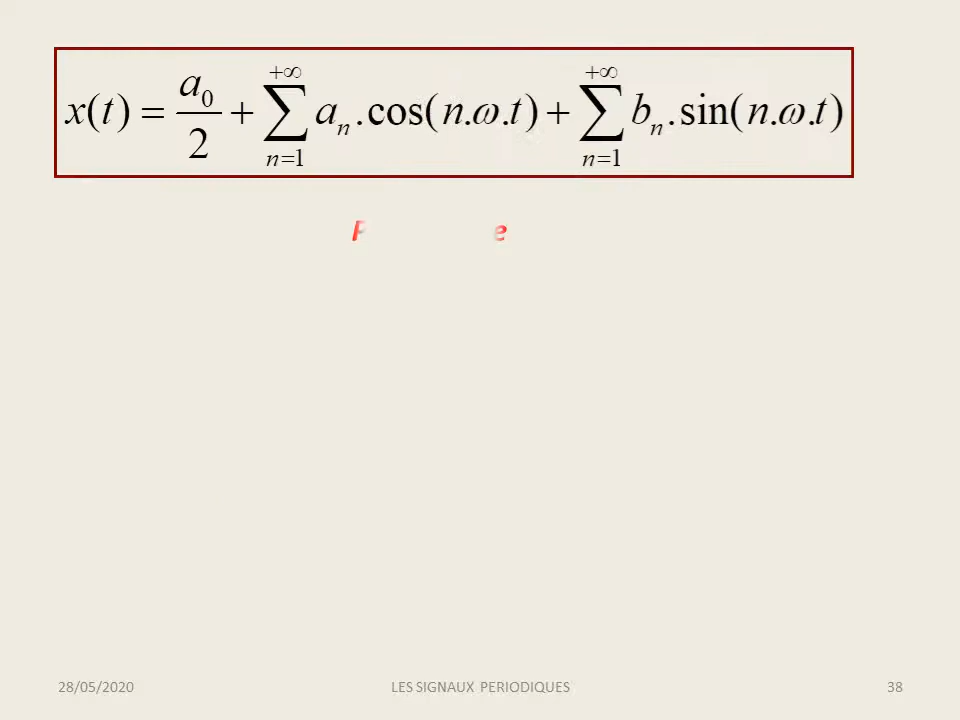 x(t) = a0/2 + ∑_{n=1}^{+∞} an.cos(n.ω.t) + ∑_{n=1}^{+∞} bn.sin(n.ω.t)
28/05/2020 LES SIGNAUX PERIODIQUES 38